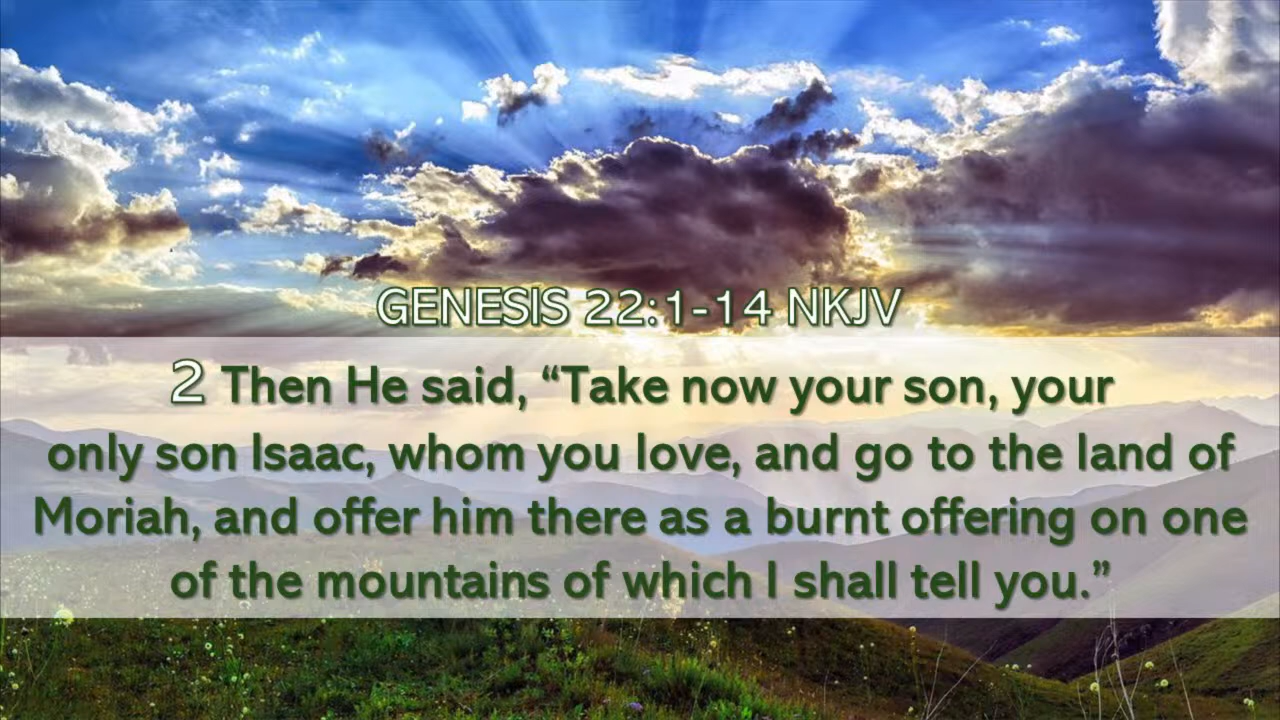 GENESIS 22:1-14 NKJV
2 Then He said, “Take now your son, your
only son Isaac, whom you love, and go to the land of
Moriah, and offer him there as a burnt offering on one
of the mountains of which I shall tell you.”